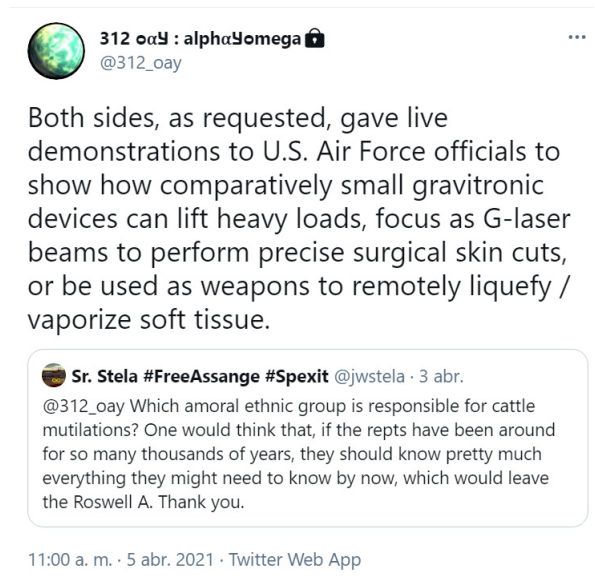 312 oαყ : alphαყomega
@312_oay
Both sides, as requested, gave live
demonstrations to U.S. Air Force officials to
show how comparatively small gravitronic
devices can lift heavy loads, focus as G-laser
beams to perform precise surgical skin cuts,
or be used as weapons to remotely liquefy /
vaporize soft tissue.
Sr. Stela #FreeAssange #Spexit @jwstela · 3 abr.
@312_oay Which amoral ethnic group is responsible for cattle
mutilations? One would think that, if the repts have been around
for so many thousands of years, they should know pretty much
everything they might need to know by now, which would leave
the Roswell A. Thank you.
11:00 a. m. · 5 abr. 2021 · Twitter Web App